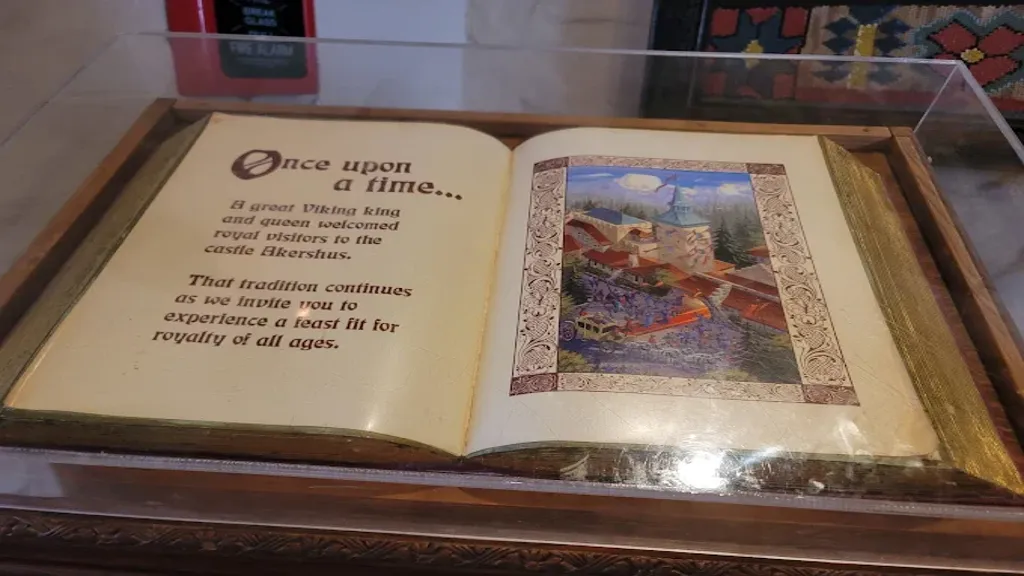 BREAK
GLASS
FIRE ALARM
Once upon
a time...
A great Viking king
and queen welcomed
royal visitors to the
castle Akershus.
That tradition continues
as we invite you to
experience a feast fit for
royalty of all ages.